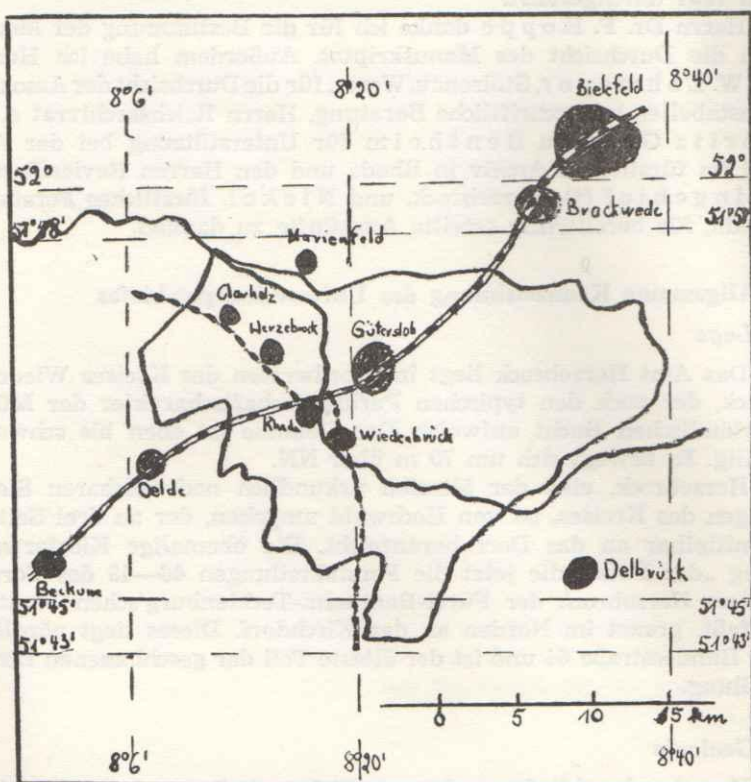 8°40'
8°20'
8°6'
Bielefeld
52°
52°
Brackwede
51°58'
51°58'
Marienfeld
Clarholz
Herzebrock
Gütersloh
Rheda
Wiedenbrück
Oelde
Beckum
Delbrück
51°45'
51°45'
51°43'
51°43'
0 5 10 15 km
8°6'
8°20'
8°40'